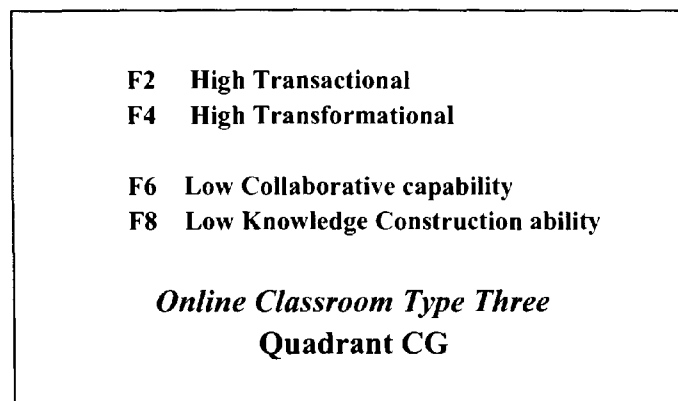 F2 High Transactional
F4 High Transformational
F6 Low Collaborative capability
F8 Low Knowledge Construction ability
Online Classroom Type Three
Quadrant CG